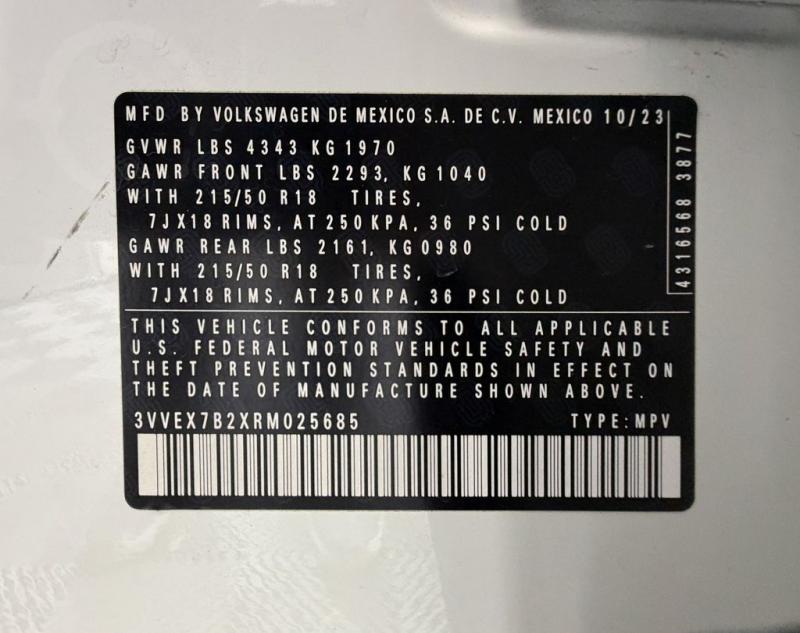 MFD BY VOLKSWAGEN DE MEXICO S.A. DE C.V. MEXICO 10/23
GVWR LBS 4343 KG 1970
GAWR FRONT LBS 2293, KG 1040
WITH 215/50 R18 TIRES,
7JX18 RIMS, AT 250 KPA, 36 PSI COLD
GAWR REAR LBS 2161, KG 0980
WITH 215/50 R18 TIRES,
7JX18 RIMS, AT 250 KPA, 36 PSI COLD
4316568 3877
THIS VEHICLE CONFORMS TO ALL APPLICABLE
U.S. FEDERAL MOTOR VEHICLE SAFETY AND
THEFT PREVENTION STANDARDS IN EFFECT ON
THE DATE OF MANUFACTURE SHOWN ABOVE.
3VVEX7B2XRM025685 TYPE: MPV